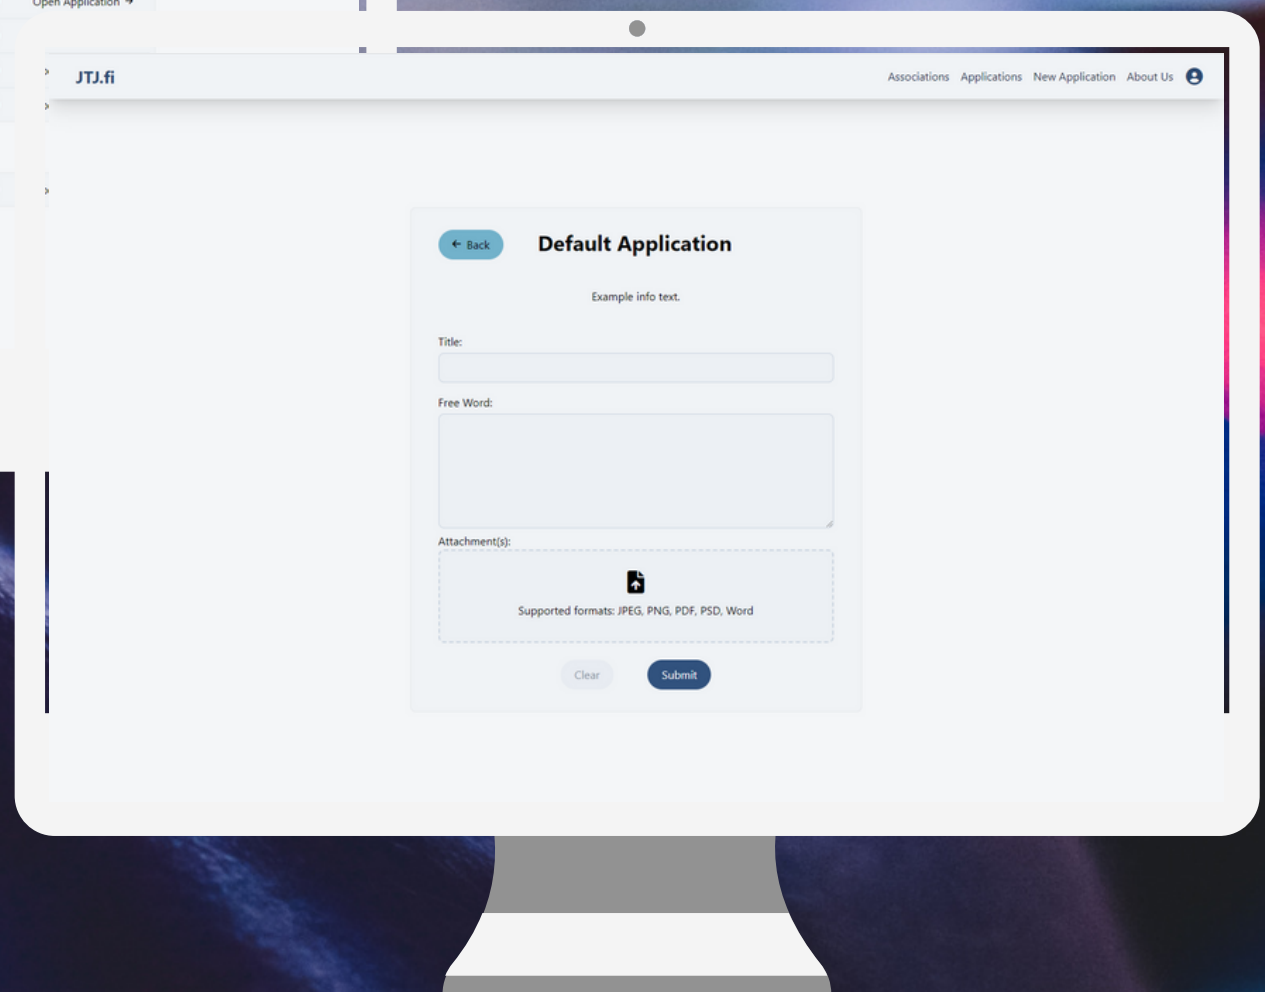 Open Application →
JTJ.fi
Associations Applications New Application About Us
← Back
Default Application
Example info text.
Title:
Free Word:
Attachment(s):
Supported formats: JPEG, PNG, PDF, PSD, Word
Clear Submit